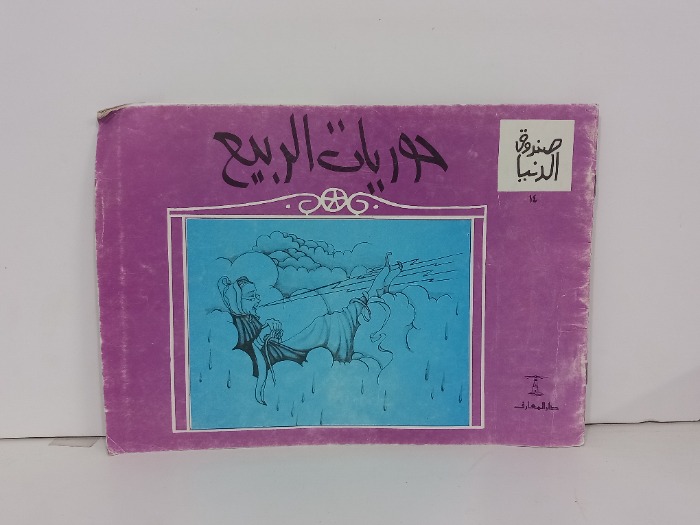 حوريات الربيع
صندوق
الدنيا
١٤
دار المعارف